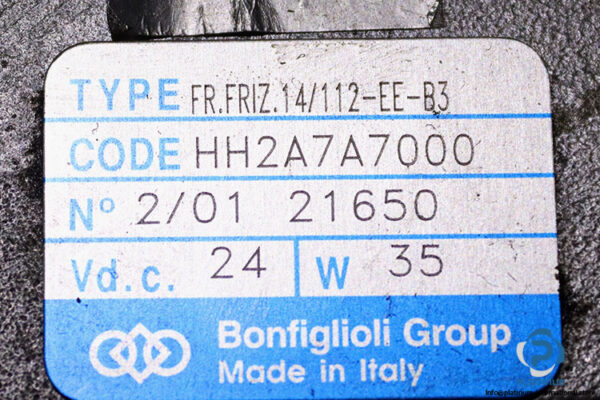 TYPE FR.FRIZ.14/112-EE-B3
CODE HH2A7A7000
Nº 2/01 21650
Vd.c. 24 W 35
Bonfiglioli Group
Made in Italy